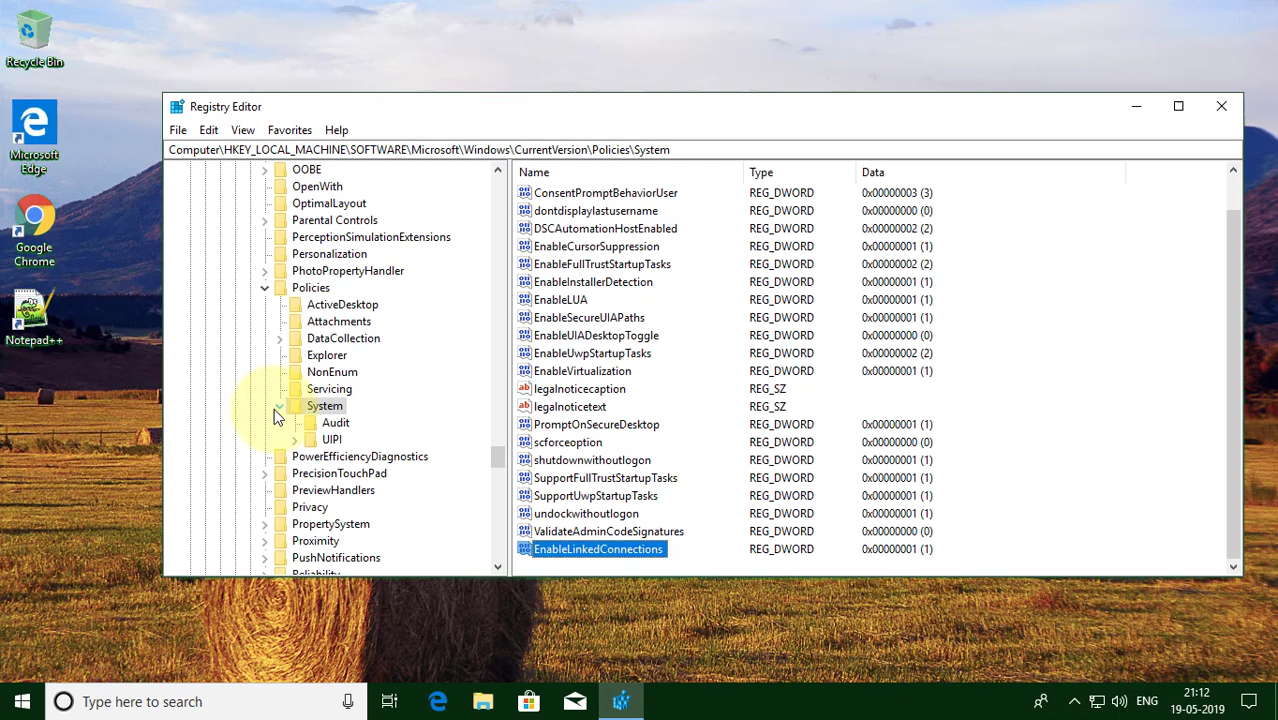 Recycle Bin
Microsoft
Edge
Google
Chrome
Notepad++
Registry Editor
File Edit View Favorites Help
Computer\HKEY_LOCAL_MACHINE\SOFTWARE\Microsoft\Windows\CurrentVersion\Policies\System
OOBE
OpenWith
OptimalLayout
Parental Controls
PerceptionSimulationExtensions
Personalization
PhotoPropertyHandler
Policies
ActiveDesktop
Attachments
DataCollection
Explorer
NonEnum
Servicing
System
Audit
UIPI
PowerEfficiencyDiagnostics
PrecisionTouchPad
PreviewHandlers
Privacy
PropertySystem
Proximity
PushNotifications
Reliability
Name Type Data
ConsentPromptBehaviorUser REG_DWORD 0x00000003 (3)
dontdisplaylastusername REG_DWORD 0x00000000 (0)
DSCAutomationHostEnabled REG_DWORD 0x00000002 (2)
EnableCursorSuppression REG_DWORD 0x00000001 (1)
EnableFullTrustStartupTasks REG_DWORD 0x00000002 (2)
EnableInstallerDetection REG_DWORD 0x00000001 (1)
EnableLUA REG_DWORD 0x00000001 (1)
EnableSecureUIAPaths REG_DWORD 0x00000001 (1)
EnableUIADesktopToggle REG_DWORD 0x00000000 (0)
EnableUwpStartupTasks REG_DWORD 0x00000002 (2)
EnableVirtualization REG_DWORD 0x00000001 (1)
legalnoticecaption REG_SZ
legalnoticetext REG_SZ
PromptOnSecureDesktop REG_DWORD 0x00000001 (1)
scforceoption REG_DWORD 0x00000000 (0)
shutdownwithoutlogon REG_DWORD 0x00000001 (1)
SupportFullTrustStartupTasks REG_DWORD 0x00000001 (1)
SupportUwpStartupTasks REG_DWORD 0x00000001 (1)
undockwithoutlogon REG_DWORD 0x00000001 (1)
ValidateAdminCodeSignatures REG_DWORD 0x00000000 (0)
EnableLinkedConnections REG_DWORD 0x00000001 (1)
Type here to search
ENG
21:12
19-05-2019